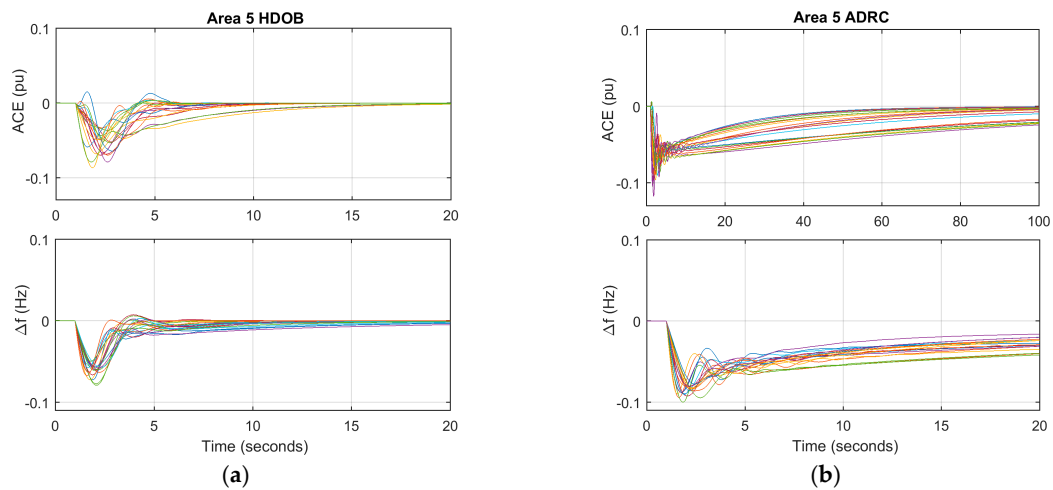 Area 5 HDOB
0.1
0
-0.1
ACE (pu)
0 5 10 15 20
0.1
0
-0.1
Δf (Hz)
0 5 10 15 20
Time (seconds)
(a)
Area 5 ADRC
0.1
0
-0.1
ACE (pu)
0 20 40 60 80 100
0.1
0
-0.1
Δf (Hz)
0 5 10 15 20
Time (seconds)
(b)